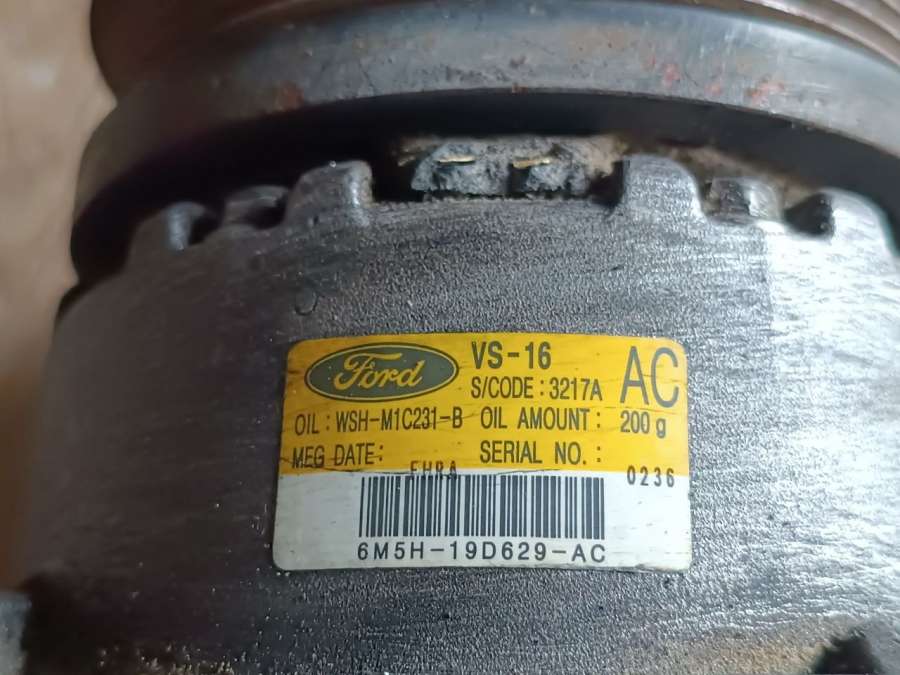 Ford VS-16 AC
S/CODE : 3217A
OIL : WSH-M1C231-B OIL AMOUNT : 200 g
MEG DATE : SERIAL NO. :
EHRA 0236
6M5H-19D629-AC